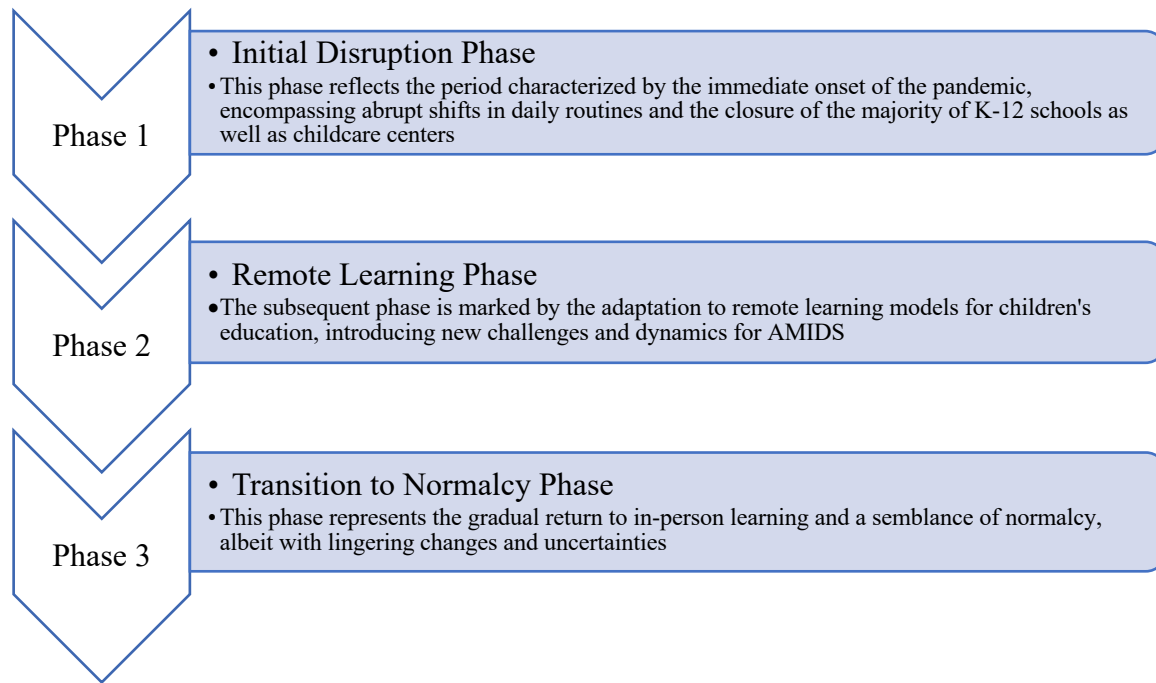 Phase 1
• Initial Disruption Phase
• This phase reflects the period characterized by the immediate onset of the pandemic,
encompassing abrupt shifts in daily routines and the closure of the majority of K-12 schools as
well as childcare centers
Phase 2
• Remote Learning Phase
• The subsequent phase is marked by the adaptation to remote learning models for children's
education, introducing new challenges and dynamics for AMIDS
Phase 3
• Transition to Normalcy Phase
• This phase represents the gradual return to in-person learning and a semblance of normalcy,
albeit with lingering changes and uncertainties